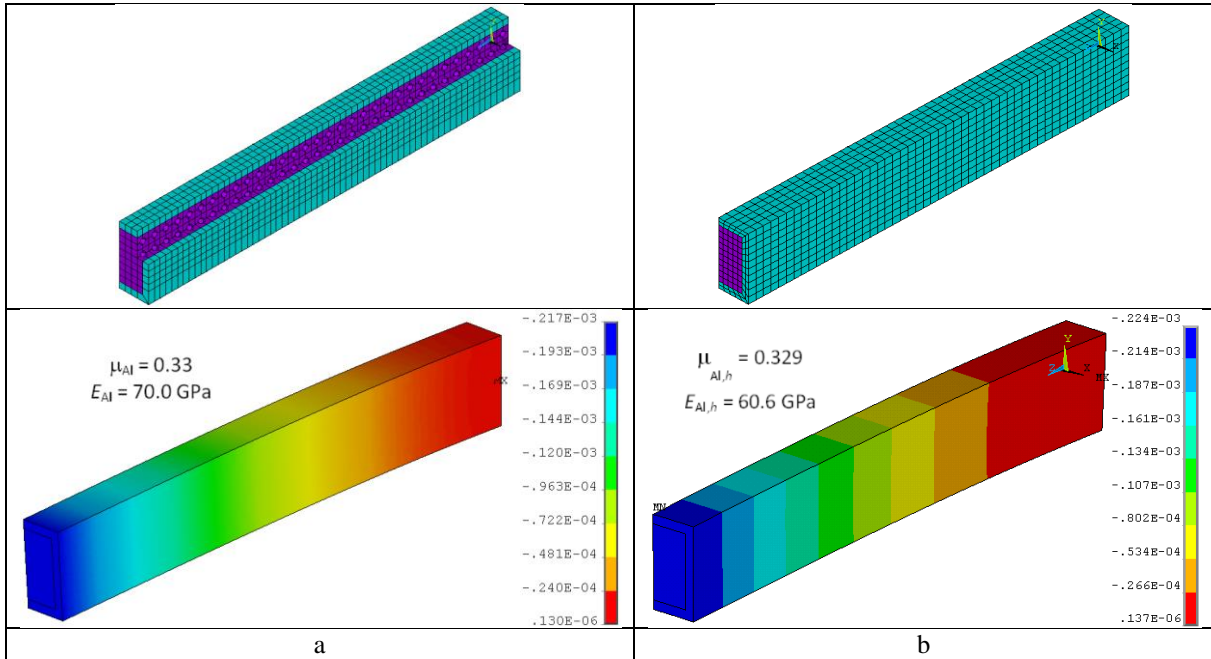 Y
X
μAl = 0.33
EAl = 70.0 GPa
MX
-.217E-03
-.193E-03
-.169E-03
-.144E-03
-.120E-03
-.963E-04
-.722E-04
-.481E-04
-.240E-04
.130E-06
μAl,h = 0.329
EAl,h = 60.6 GPa
Y
Z
X
MX
MN
-.224E-03
-.214E-03
-.187E-03
-.161E-03
-.134E-03
-.107E-03
-.802E-04
-.534E-04
-.266E-04
.137E-06
a
b